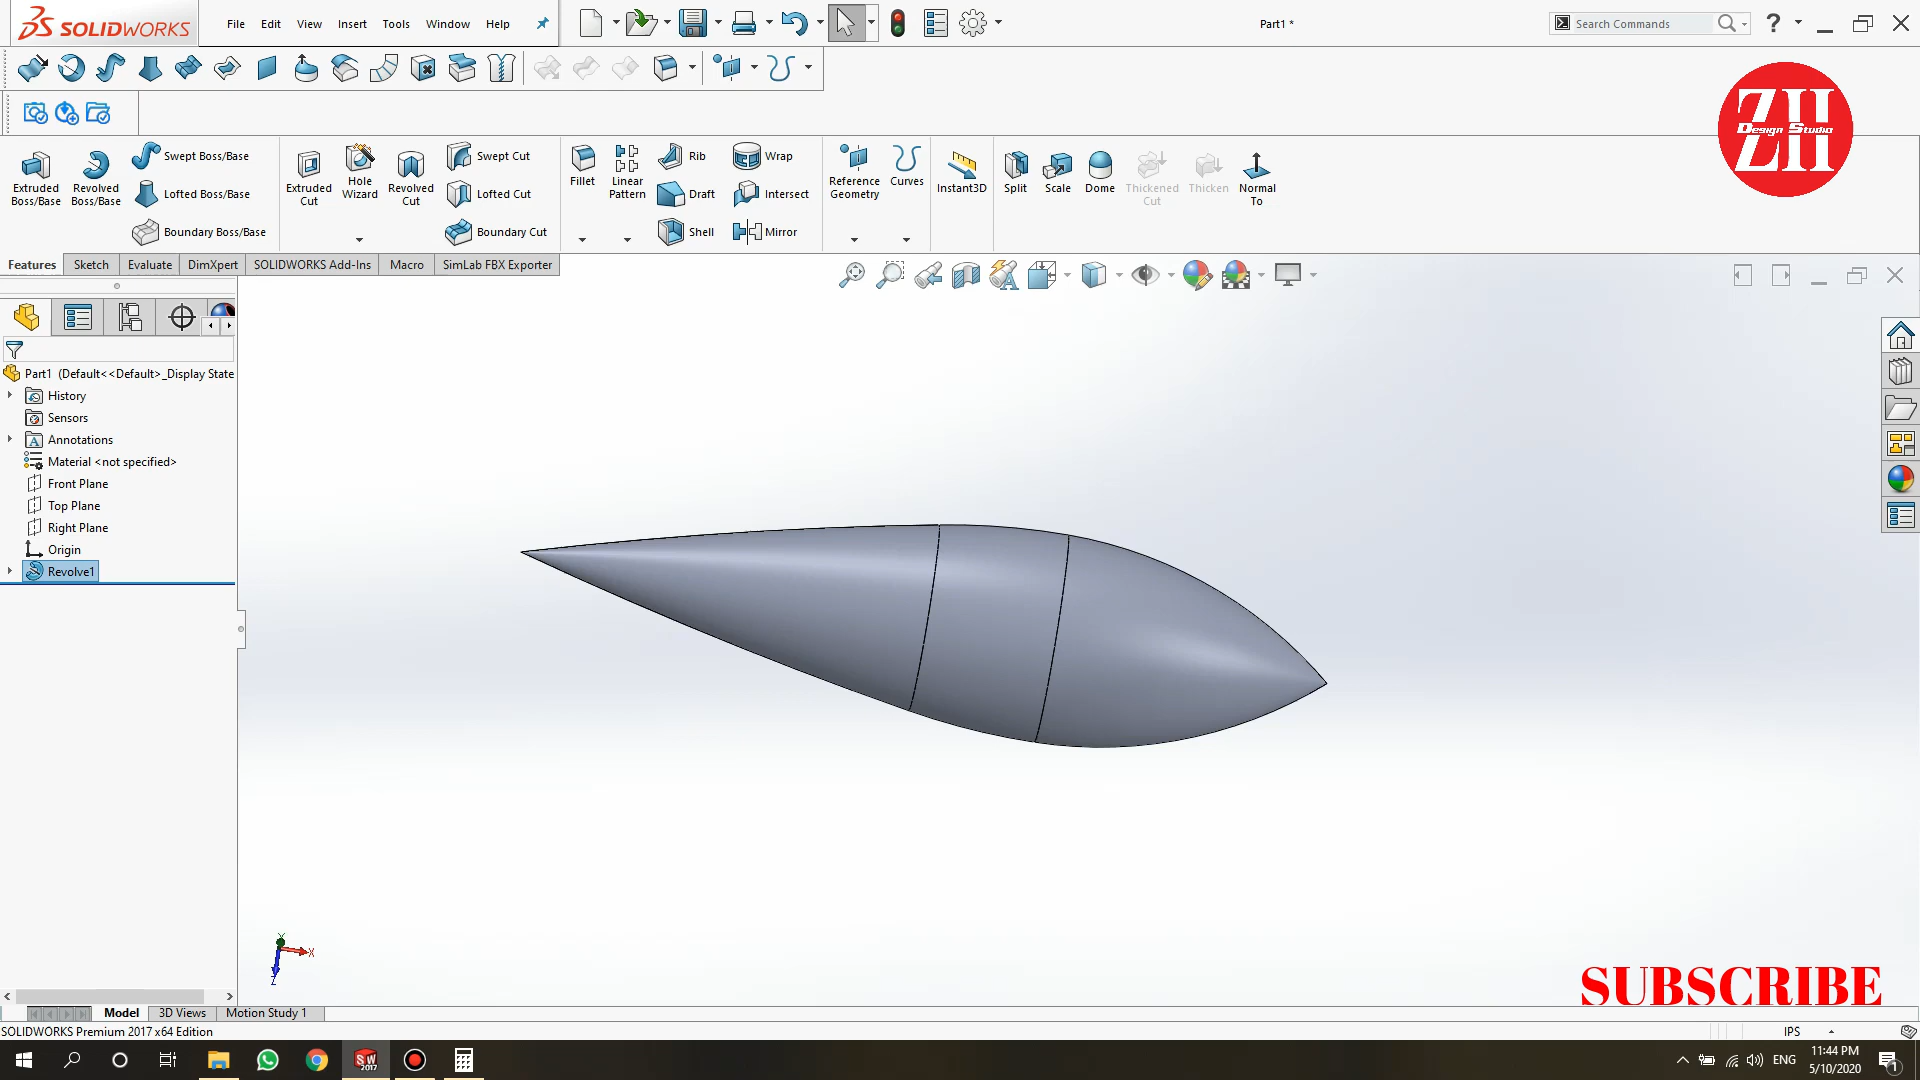 SOLIDWORKS
File Edit View Insert Tools Window Help
Part1 *
Search Commands
?
ZH
Design Studio
Extruded Boss/Base
Revolved Boss/Base
Swept Boss/Base
Lofted Boss/Base
Boundary Boss/Base
Extruded Cut
Hole Wizard
Revolved Cut
Swept Cut
Lofted Cut
Boundary Cut
Fillet
Linear Pattern
Rib
Draft
Shell
Wrap
Intersect
Mirror
Reference Geometry
Curves
Instant3D
Split
Scale
Dome
Thickened Cut
Thicken
Normal To
Features Sketch Evaluate DimXpert SOLIDWORKS Add-Ins Macro SimLab FBX Exporter
Part1 (Default<<Default>_Display State
History
Sensors
Annotations
Material <not specified>
Front Plane
Top Plane
Right Plane
Origin
Revolve1
Y
X
Z
SUBSCRIBE
Model 3D Views Motion Study 1
SOLIDWORKS Premium 2017 x64 Edition
IPS
SW
2017
ENG
11:44 PM
5/10/2020
1